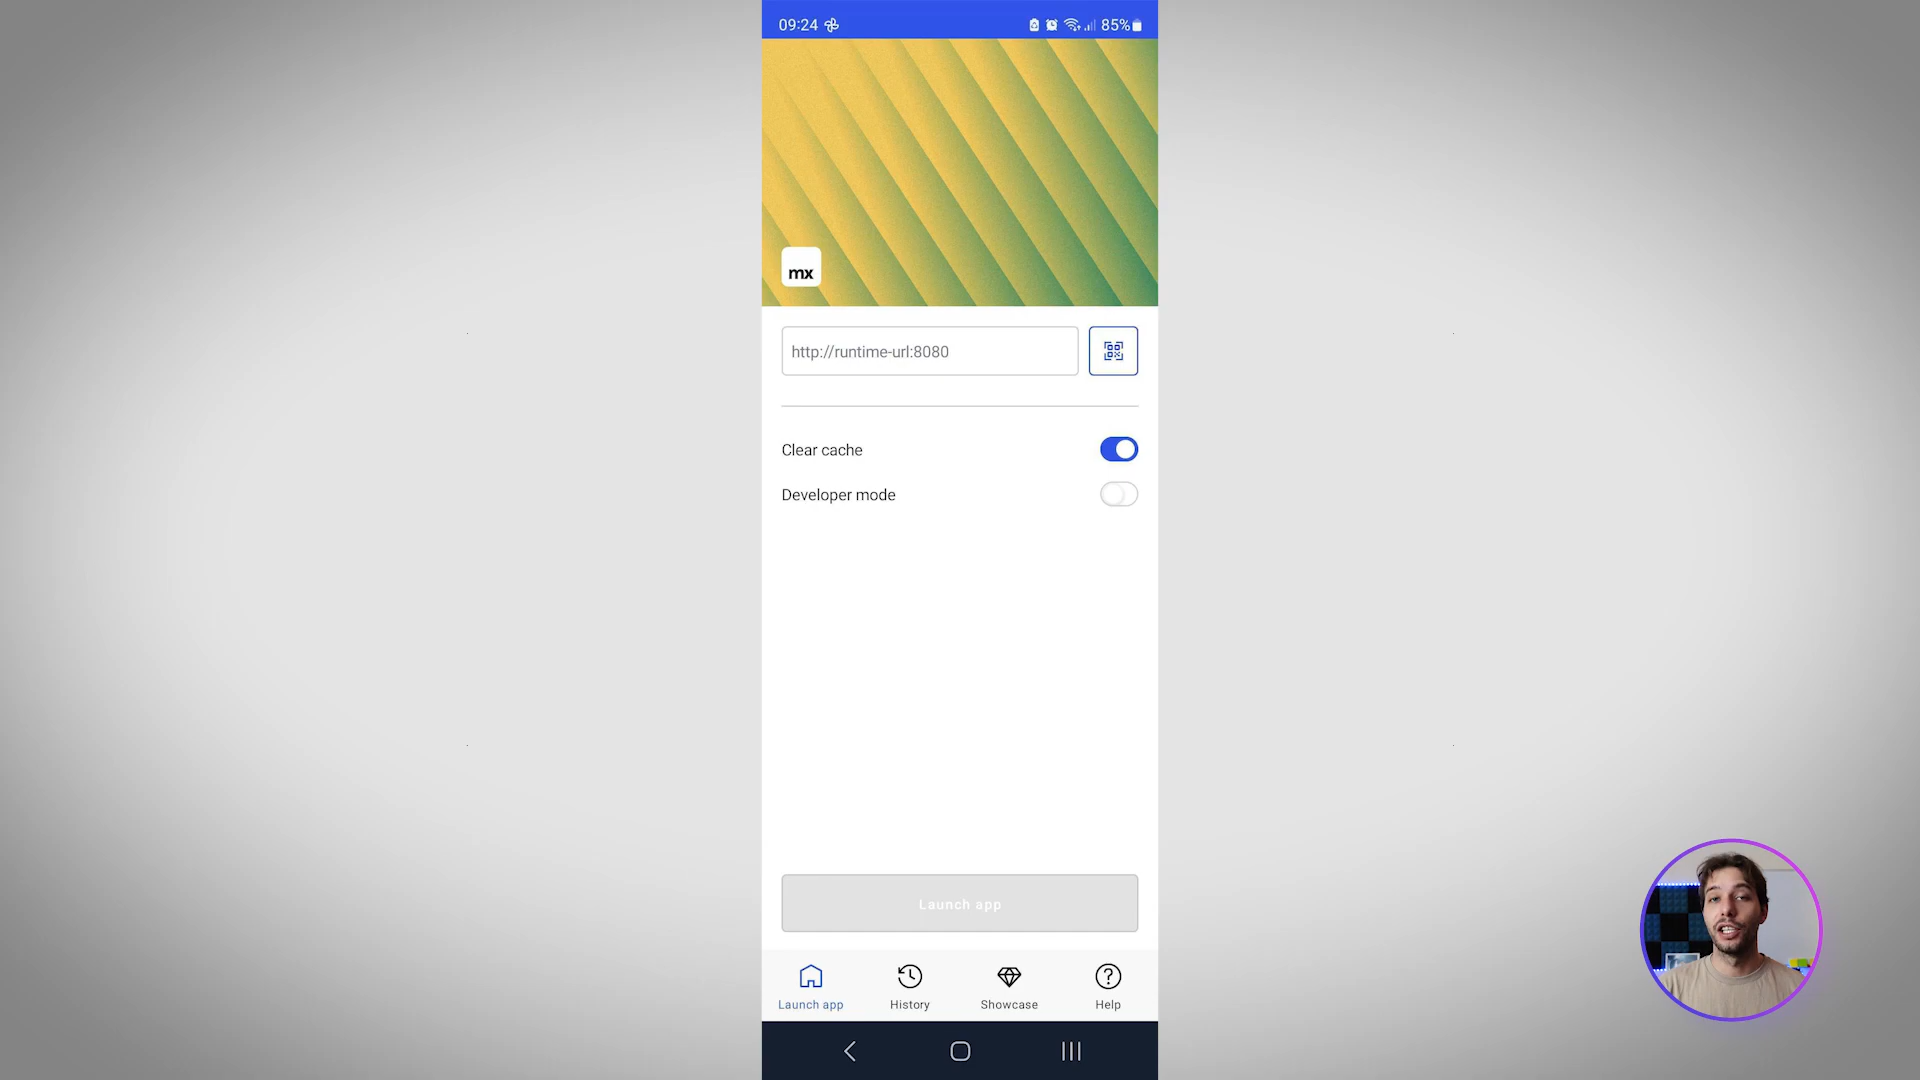 09:24
85%
mx
http://runtime-url:8080
Clear cache
Developer mode
Launch app
Launch app
History
Showcase
Help